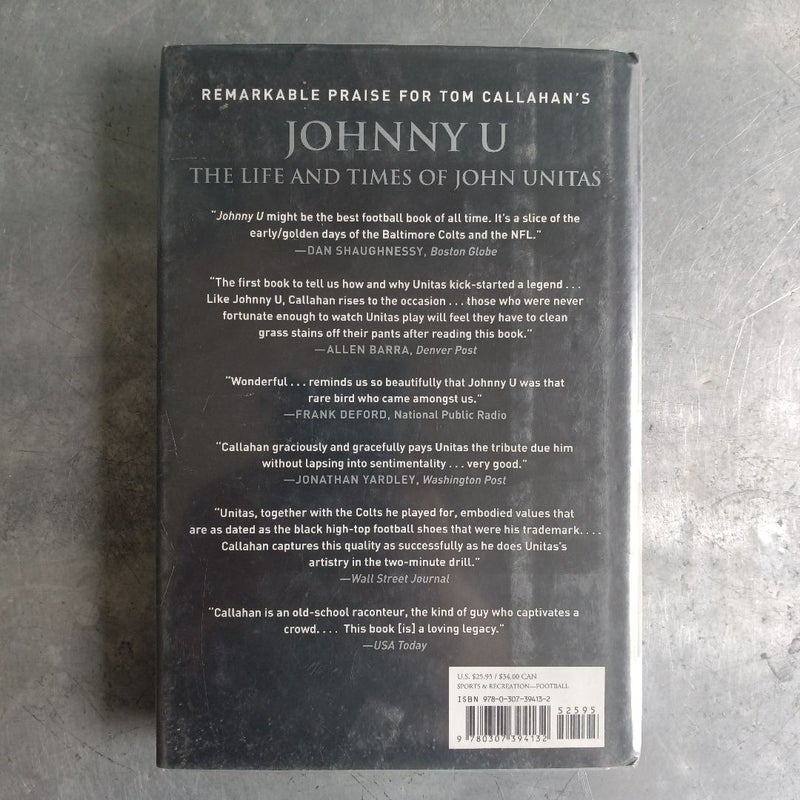 REMARKABLE PRAISE FOR TOM CALLAHAN'S
JOHNNY U
THE LIFE AND TIMES OF JOHN UNITAS
"Johnny U might be the best football book of all time. It's a slice of the
early/golden days of the Baltimore Colts and the NFL."
—DAN SHAUGHNESSY, Boston Globe
"The first book to tell us how and why Unitas kick-started a legend . . .
Like Johnny U, Callahan rises to the occasion . . . those who were never
fortunate enough to watch Unitas play will feel they have to clean
grass stains off their pants after reading this book."
—ALLEN BARRA, Denver Post
"Wonderful . . . reminds us so beautifully that Johnny U was that
rare bird who came amongst us."
—FRANK DEFORD, National Public Radio
"Callahan graciously and gracefully pays Unitas the tribute due him
without lapsing into sentimentality . . . very good."
—JONATHAN YARDLEY, Washington Post
"Unitas, together with the Colts he played for, embodied values that
are as dated as the black high-top football shoes that were his trademark. . . .
Callahan captures this quality as successfully as he does Unitas's
artistry in the two-minute drill."
—Wall Street Journal
"Callahan is an old-school raconteur, the kind of guy who captivates a
crowd. . . . This book [is] a loving legacy."
—USA Today
U.S. $25.95 / $34.00 CAN
SPORTS & RECREATION—FOOTBALL
ISBN 978-0-307-39413-2
52595
9 780307 394132